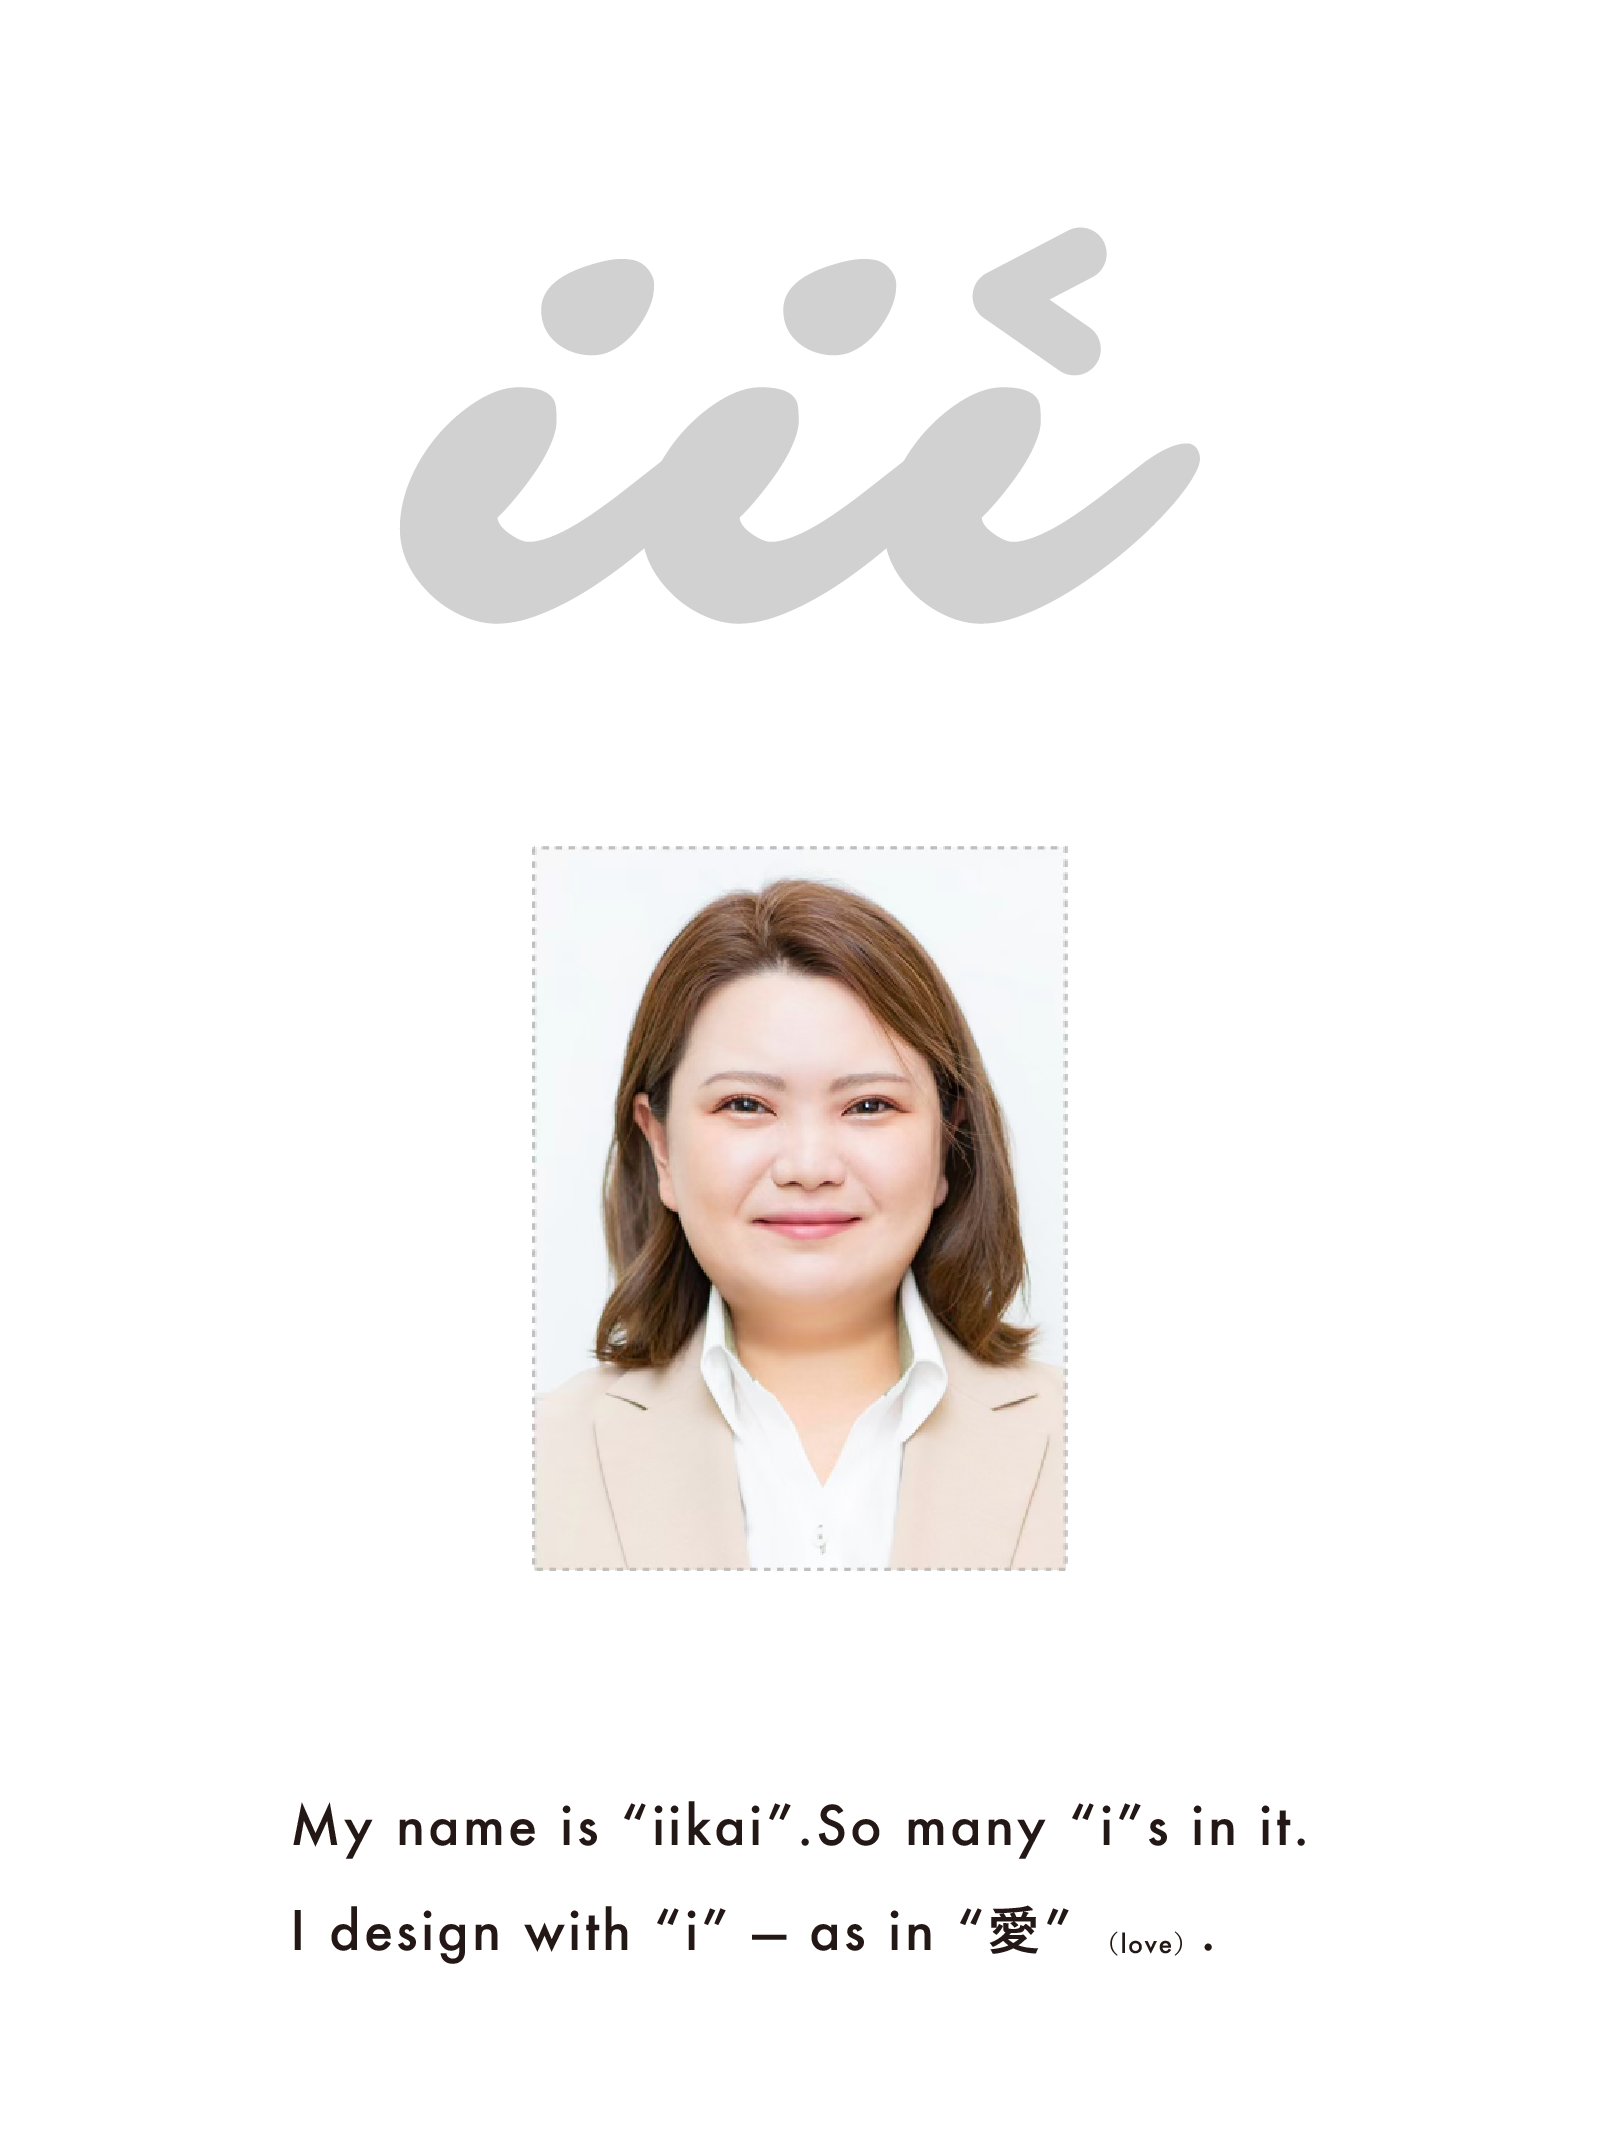 iii
My name is “iikai”.So many “i”s in it.
I design with “i” – as in “愛” （love）.